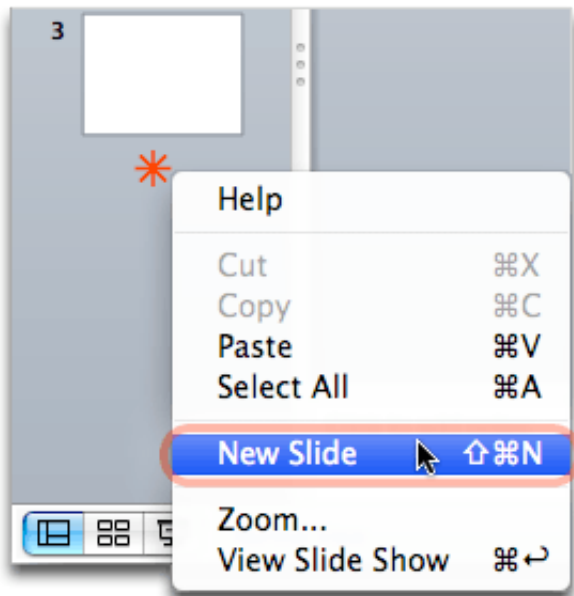 3
Help
Cut ⌘X
Copy ⌘C
Paste ⌘V
Select All ⌘A
New Slide ⇧⌘N
Zoom...
View Slide Show ⌘↩